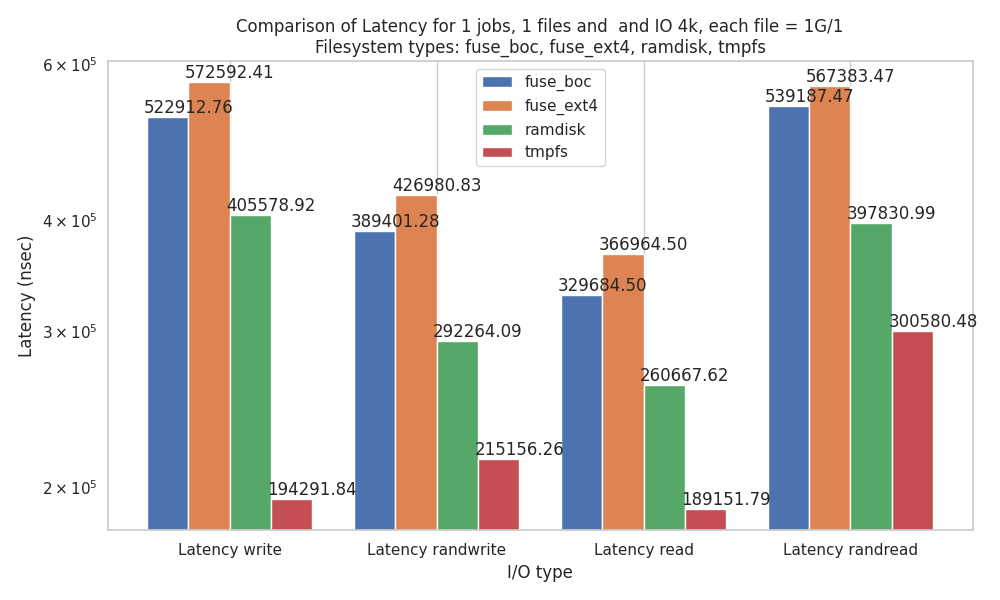 Comparison of Latency for 1 jobs, 1 files and  and IO 4k, each file = 1G/1
Filesystem types: fuse_boc, fuse_ext4, ramdisk, tmpfs
fuse_boc
fuse_ext4
ramdisk
tmpfs
Latency (nsec)
6 × 10⁵
4 × 10⁵
3 × 10⁵
2 × 10⁵
522912.76
572592.41
405578.92
194291.84
389401.28
426980.83
292264.09
215156.26
329684.50
366964.50
260667.62
189151.79
539187.47
567383.47
397830.99
300580.48
Latency write
Latency randwrite
Latency read
Latency randread
I/O type